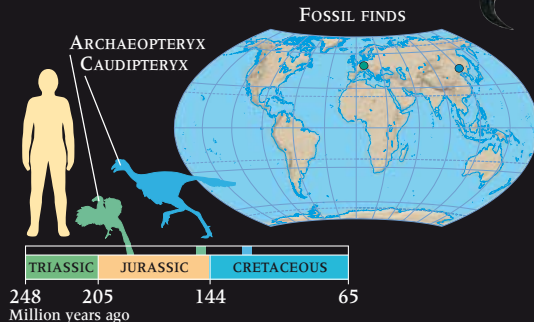 FOSSIL FINDS
ARCHAEOPTERYX
CAUDIPTERYX
TRIASSIC JURASSIC CRETACEOUS
248 205 144 65
Million years ago